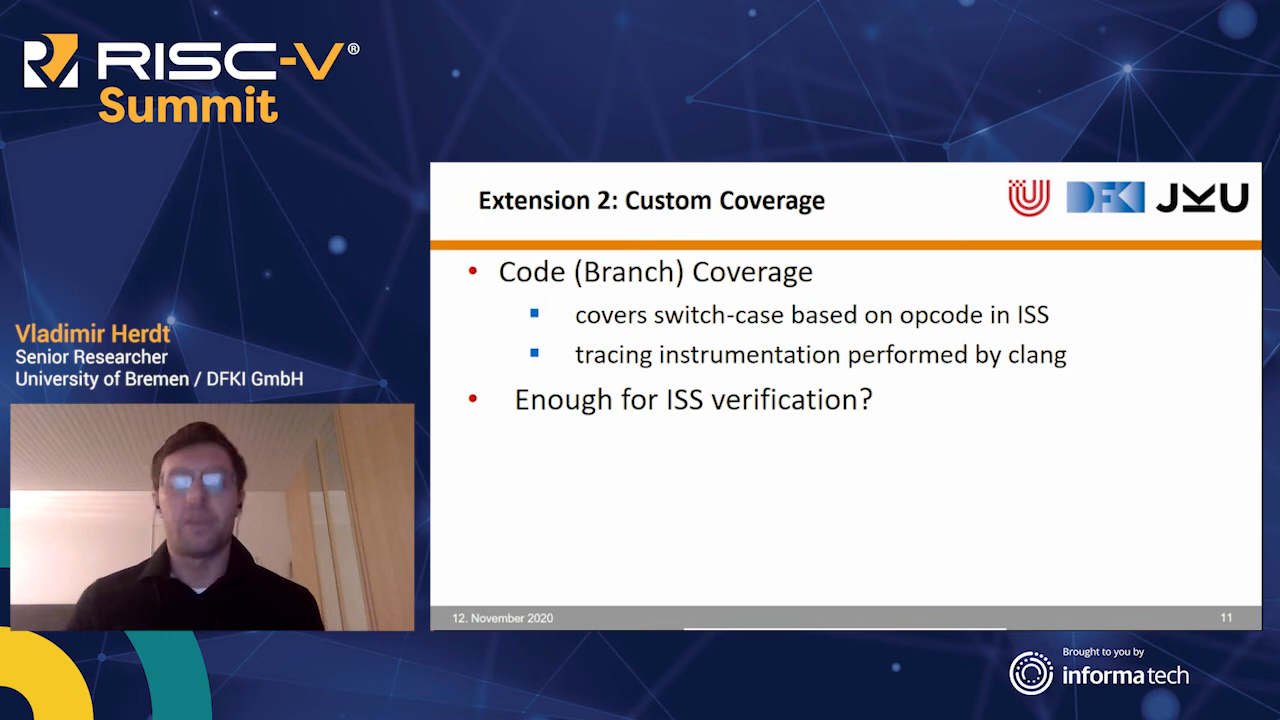 RISC-V®
Summit
Extension 2: Custom Coverage
DFKI JKU
• Code (Branch) Coverage
▪ covers switch-case based on opcode in ISS
▪ tracing instrumentation performed by clang
• Enough for ISS verification?
12. November 2020
11
Vladimir Herdt
Senior Researcher
University of Bremen / DFKI GmbH
Brought to you by
informa tech